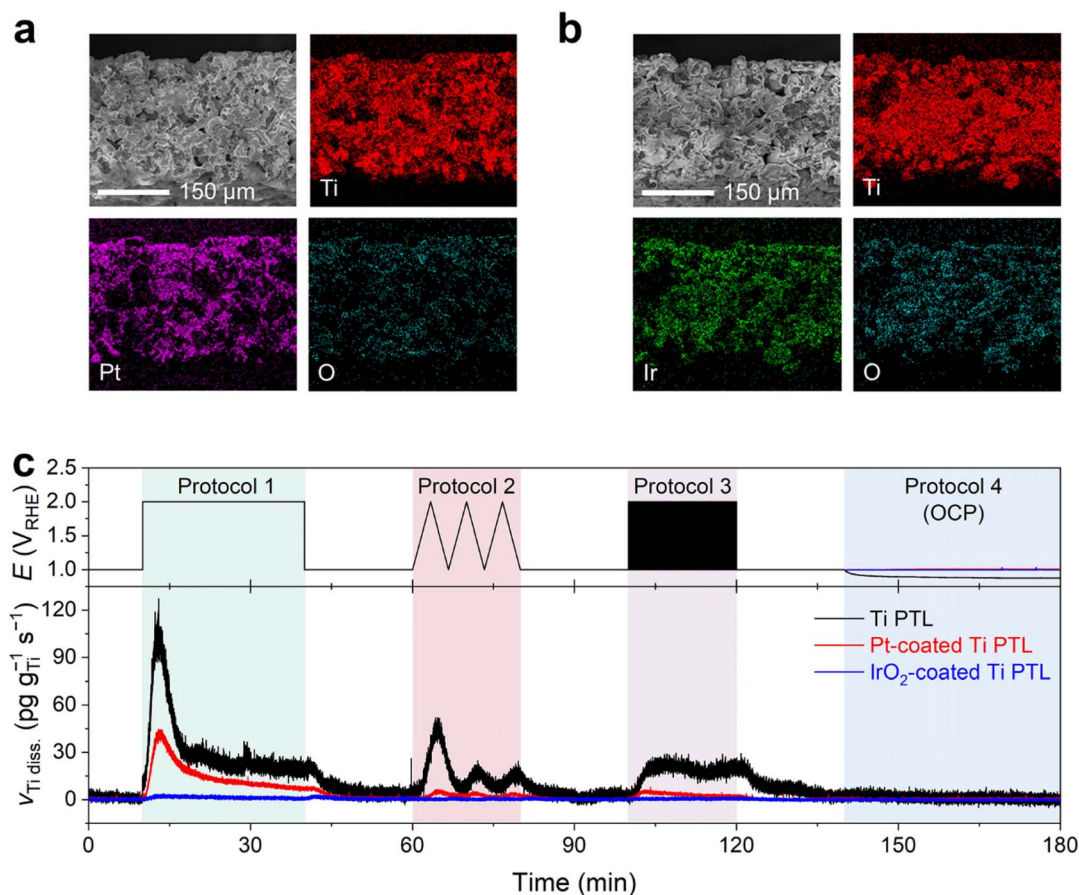 a
b
150 μm
Ti
150 μm
Ti
Pt
O
Ir
O
c
E (V_RHE)
2.5
2.0
1.5
1.0
Protocol 1
Protocol 2
Protocol 3
Protocol 4
(OCP)
ν_Ti diss. (pg g_Ti⁻¹ s⁻¹)
120
90
60
30
0
Ti PTL
Pt-coated Ti PTL
IrO₂-coated Ti PTL
0 30 60 90 120 150 180
Time (min)